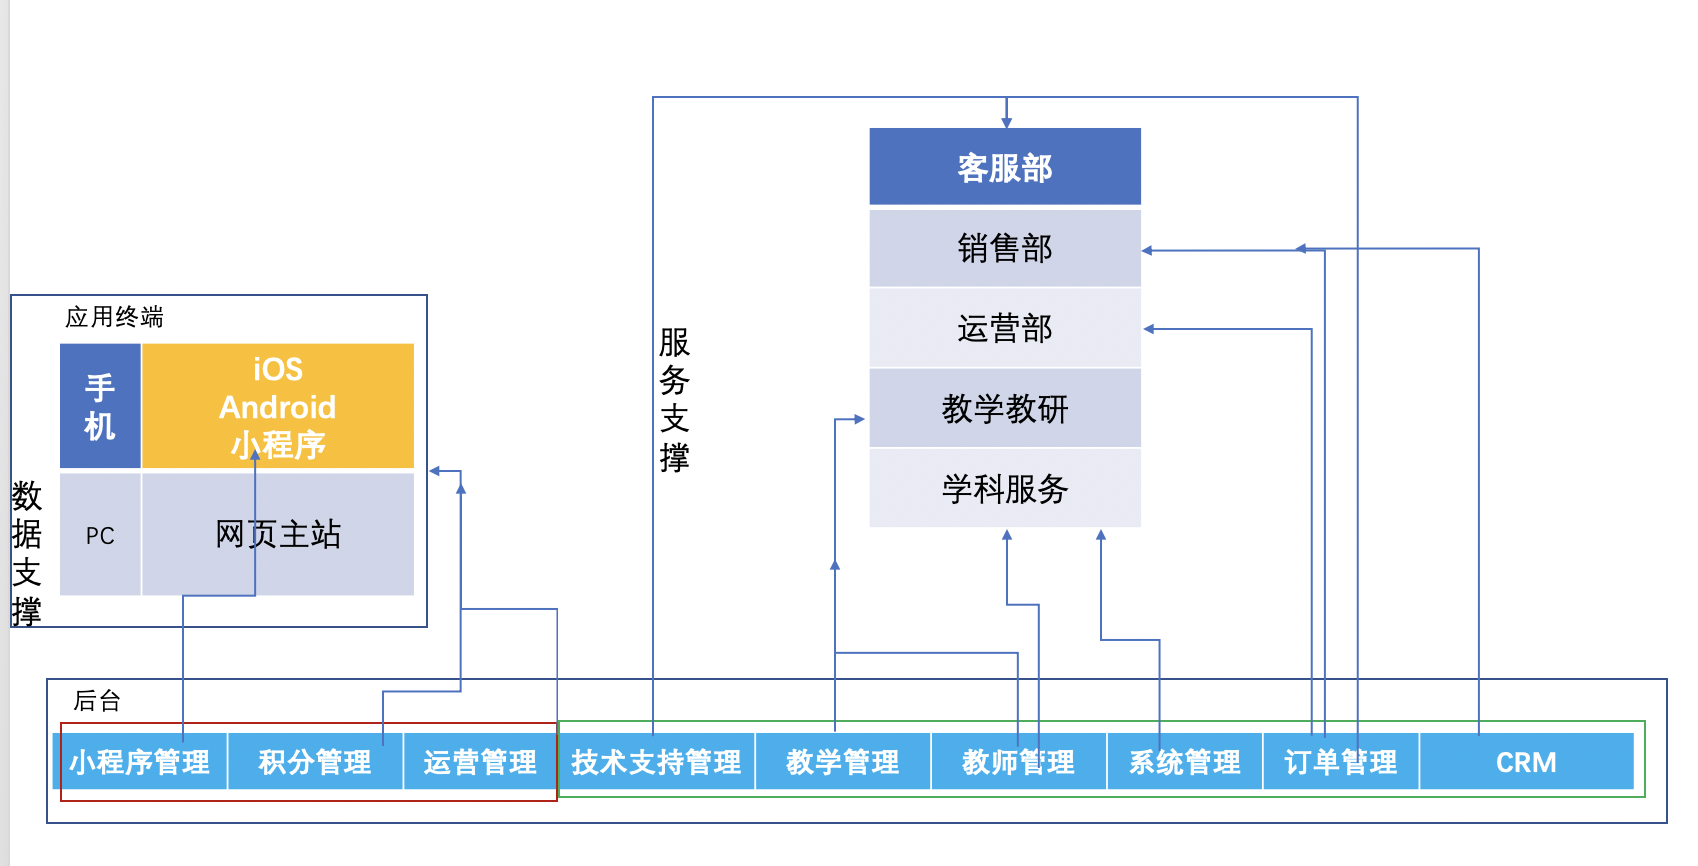 客服部
销售部
运营部
教学教研
学科服务
服
务
支
撑
应用终端
手
机
iOS
Android
小程序
PC
网页主站
数
据
支
撑
后台
小程序管理
积分管理
运营管理
技术支持管理
教学管理
教师管理
系统管理
订单管理
CRM